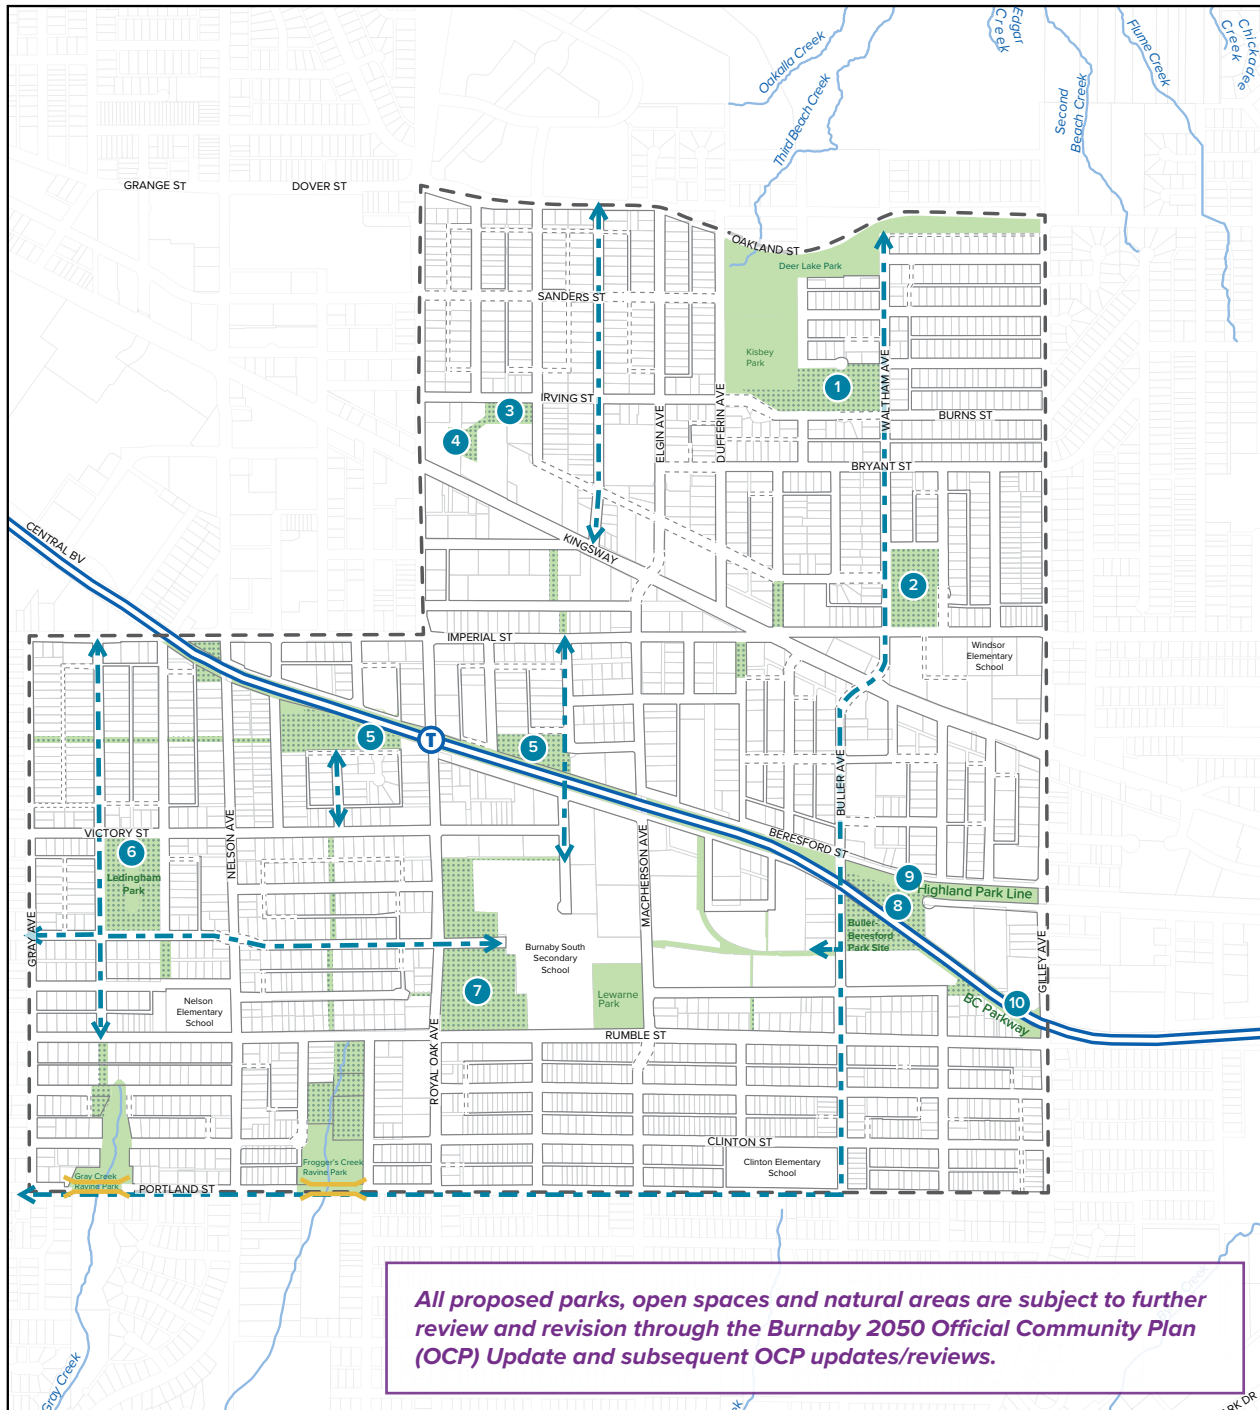 Oakalla Creek
Third Beach Creek
Edgar
Creek
Second
Beach Creek
Flume Creek
Chickadee
Creek
GRANGE ST
DOVER ST
OAKLAND ST
Deer Lake Park
SANDERS ST
Kisbey
Park
1
WALTHAM AVE
IRVING ST
3
4
ELGIN AVE
DUFFERIN AVE
BURNS ST
BRYANT ST
CENTRAL BV
KINGSWAY
2
IMPERIAL ST
Windsor
Elementary
School
5
T
5
BULLER AVE
VICTORY ST
NELSON AVE
6
Ledingham
Park
MACPHERSON AVE
BERESFORD ST
9
Highland Park Line
8
Buller-
Beresford
Park Site
GRAY AVE
Burnaby South
Secondary
School
GILLEY AVE
7
Lewarne
Park
10
BC Parkway
Nelson
Elementary
School
ROYAL OAK AVE
RUMBLE ST
CLINTON ST
Clinton Elementary
School
Gray Creek
Ravine Park
Frogger's Creek
Ravine Park
PORTLAND ST
All proposed parks, open spaces and natural areas are subject to further
review and revision through the Burnaby 2050 Official Community Plan
(OCP) Update and subsequent OCP updates/reviews.
Gray Creek
Creek
ok
ARK DR